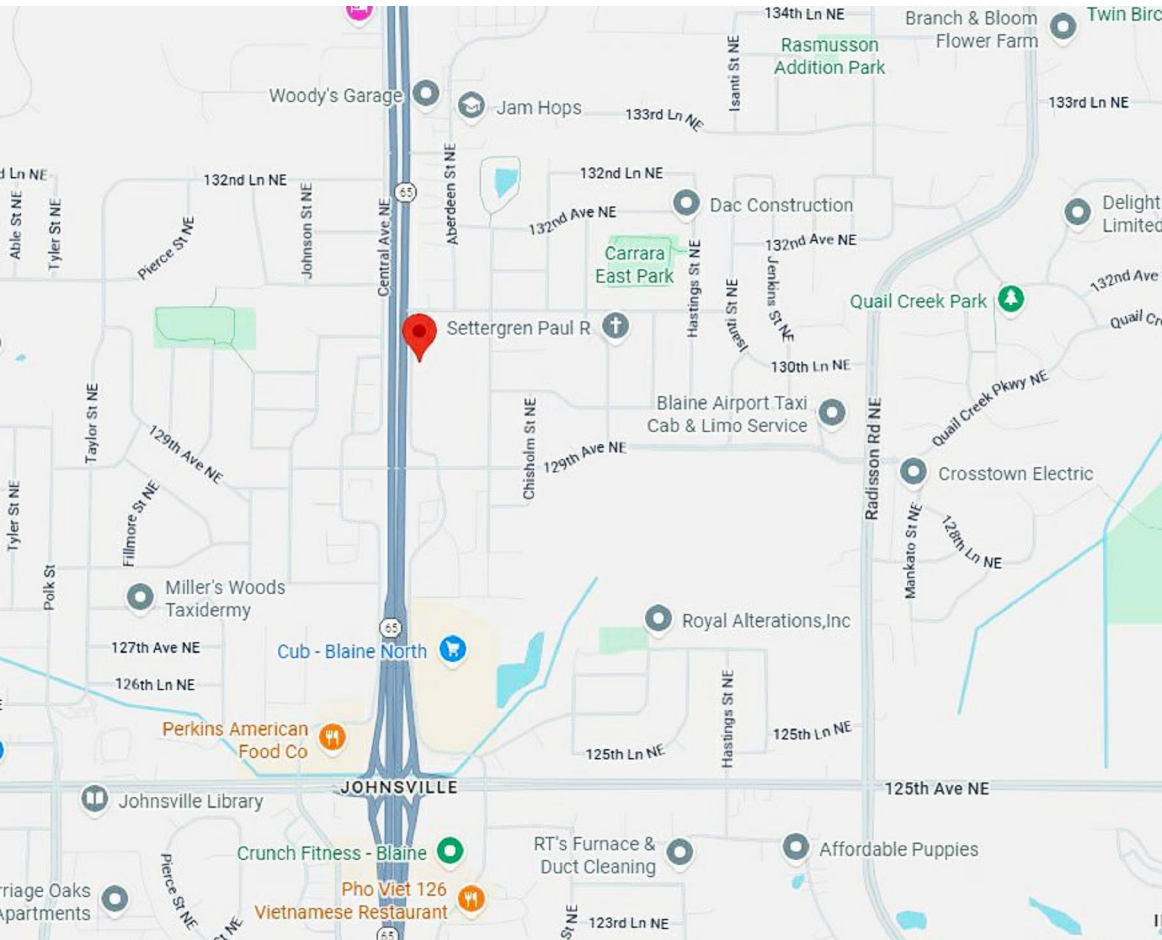 134th Ln NE
Branch & Bloom
Flower Farm
Twin Birc
Rasmusson
Addition Park
Isanti St NE
Woody's Garage
Jam Hops
133rd Ln NE
133rd Ln NE
d Ln NE
132nd Ln NE
132nd Ln NE
65
Able St NE
Tyler St NE
Pierce St NE
Johnson St NE
Central Ave NE
Aberdeen St NE
132nd Ave NE
Dac Construction
Delight
Limited
132nd Ave NE
Carrara
East Park
Hastings St NE
Isanti St NE
Jenkins St NE
132nd Ave
Quail Creek Park
Quail Cr
Settergren Paul R
130th Ln NE
Quail Creek Pkwy NE
Blaine Airport Taxi
Cab & Limo Service
Taylor St NE
129th Ave NE
Chisholm St NE
129th Ave NE
Radisson Rd NE
Crosstown Electric
Tyler St NE
Fillmore St NE
Mankato St NE
128th Ln NE
Polk St
Miller's Woods
Taxidermy
65
Royal Alterations,Inc
127th Ave NE
Cub - Blaine North
126th Ln NE
E
Hastings St NE
Perkins American
Food Co
125th Ln NE
125th Ln NE
JOHNSVILLE
125th Ave NE
Johnsville Library
Crunch Fitness - Blaine
RT's Furnace &
Duct Cleaning
Affordable Puppies
Pierce St NE
rriage Oaks
Apartments
Pho Viet 126
Vietnamese Restaurant
St NE
St NE
123rd Ln NE
65